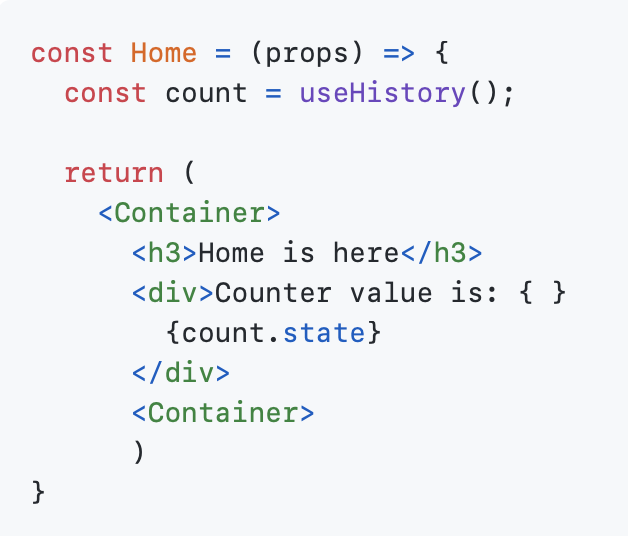 const Home = (props) => {
  const count = useHistory();

  return (
    <Container>
      <h3>Home is here</h3>
      <div>Counter value is: { }
        {count.state}
      </div>
      <Container>
      )
}